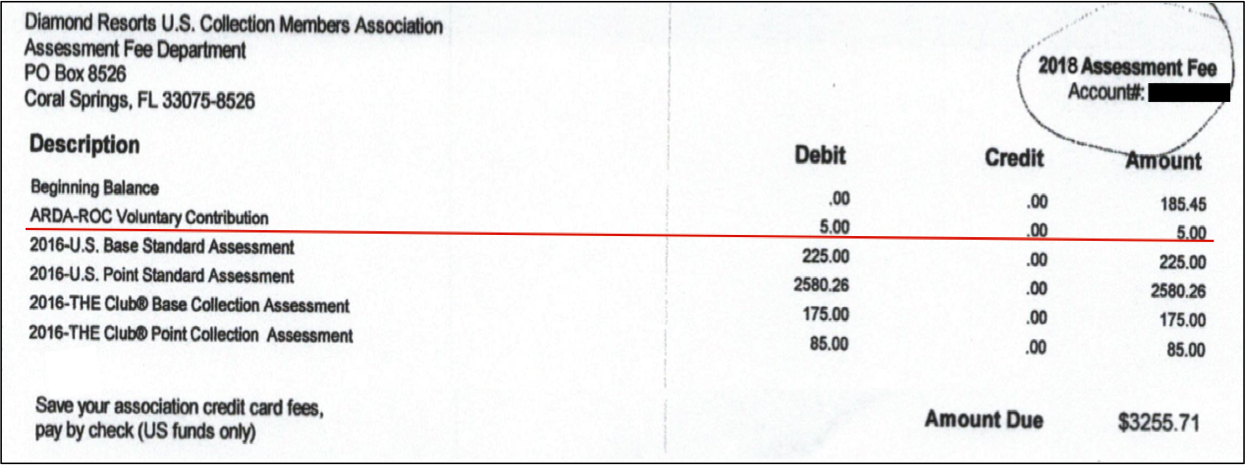 Diamond Resorts U.S. Collection Members Association
Assessment Fee Department
PO Box 8526
Coral Springs, FL 33075-8526
2018 Assessment Fee
Account#:
Description Debit Credit Amount
Beginning Balance .00 .00 185.45
ARDA-ROC Voluntary Contribution 5.00 .00 5.00
2016-U.S. Base Standard Assessment 225.00 .00 225.00
2016-U.S. Point Standard Assessment 2580.26 .00 2580.26
2016-THE Club® Base Collection Assessment 175.00 .00 175.00
2016-THE Club® Point Collection Assessment 85.00 .00 85.00
Save your association credit card fees,
pay by check (US funds only)
Amount Due $3255.71